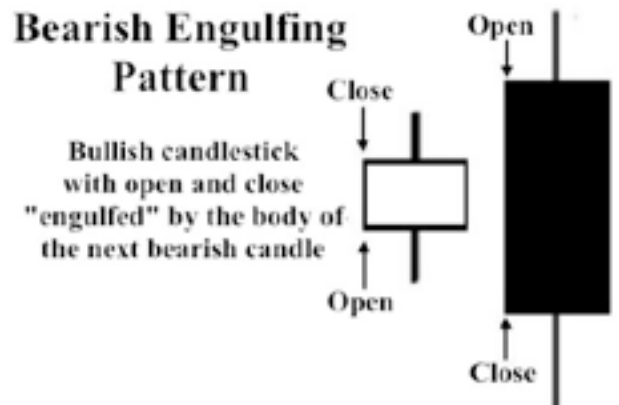 Bearish Engulfing
Pattern
Bullish candlestick
with open and close
"engulfed" by the body of
the next bearish candle
Close
Open
Open
Close